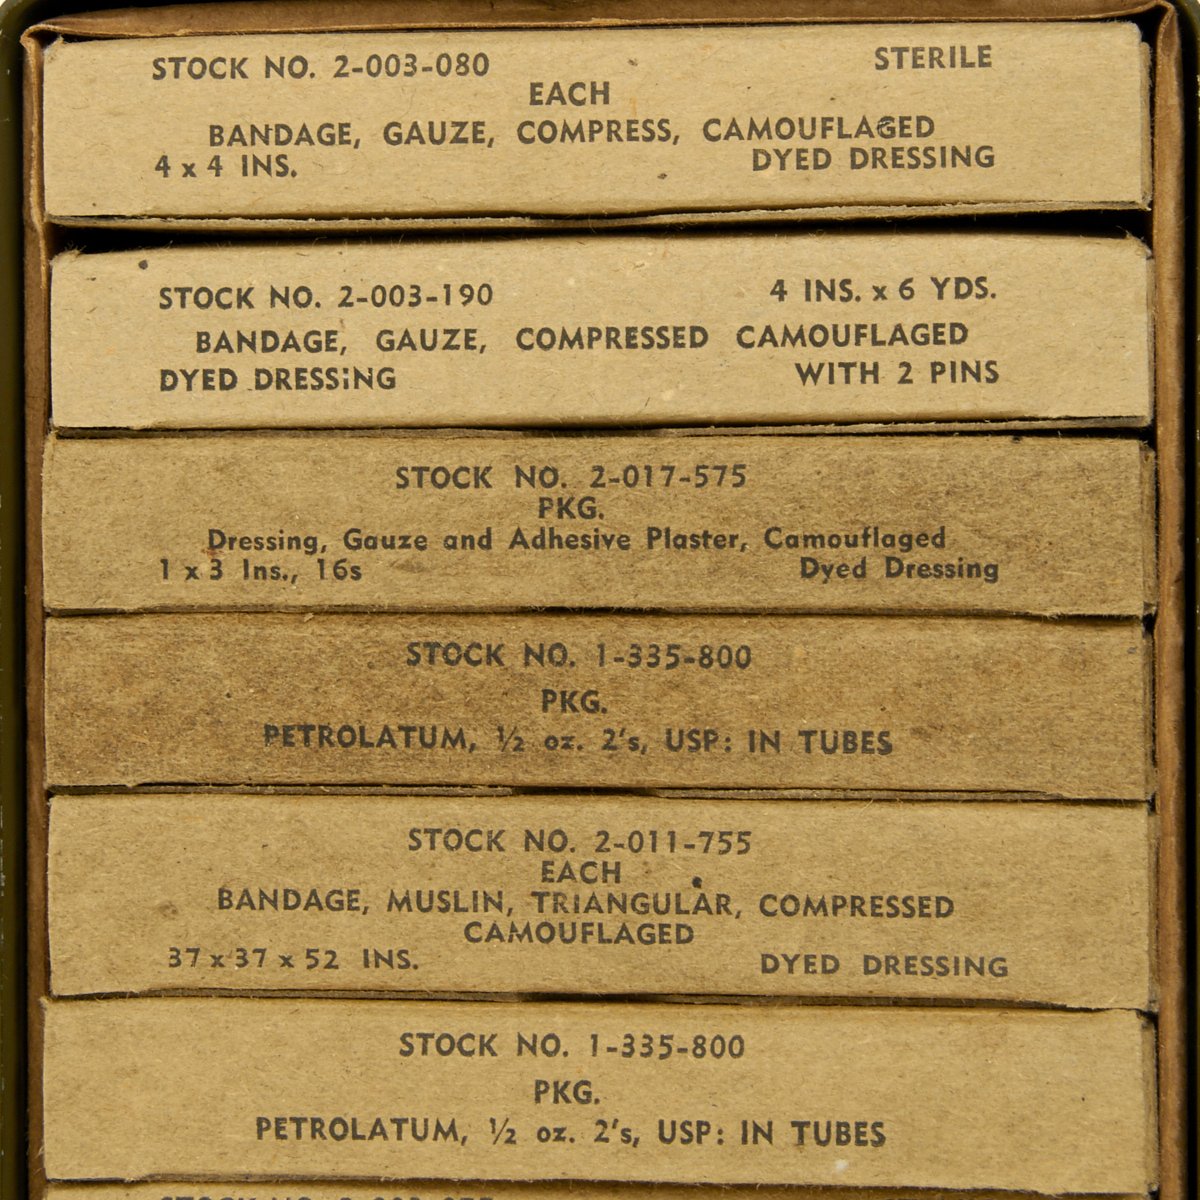 STOCK NO. 2-003-080 STERILE
EACH
BANDAGE, GAUZE, COMPRESS, CAMOUFLAGED
4 x 4 INS. DYED DRESSING
STOCK NO. 2-003-190 4 INS. x 6 YDS.
BANDAGE, GAUZE, COMPRESSED CAMOUFLAGED
DYED DRESSING WITH 2 PINS
STOCK NO. 2-017-575
PKG.
Dressing, Gauze and Adhesive Plaster, Camouflaged
1 x 3 Ins., 16s Dyed Dressing
STOCK NO. 1-335-800
PKG.
PETROLATUM, ½ oz. 2's, USP: IN TUBES
STOCK NO. 2-011-755
EACH
BANDAGE, MUSLIN, TRIANGULAR, COMPRESSED
CAMOUFLAGED
37 x 37 x 52 INS. DYED DRESSING
STOCK NO. 1-335-800
PKG.
PETROLATUM, ½ oz. 2's, USP: IN TUBES
STOCK NO.